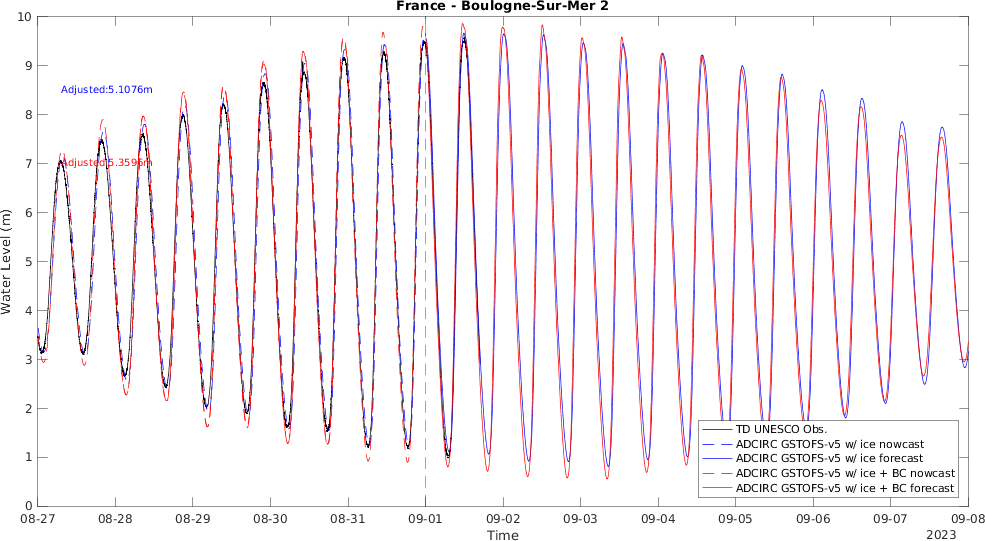 France - Boulogne-Sur-Mer 2
10
9
8
7
6
5
4
3
2
1
0
Water Level (m)
Adjusted:5.1076m
Adjusted:5.3596m
TD UNESCO Obs.
ADCIRC GSTOFS-v5 w/ ice nowcast
ADCIRC GSTOFS-v5 w/ ice forecast
ADCIRC GSTOFS-v5 w/ ice + BC nowcast
ADCIRC GSTOFS-v5 w/ ice + BC forecast
08-27 08-28 08-29 08-30 08-31 09-01 09-02 09-03 09-04 09-05 09-06 09-07 09-08
Time
2023